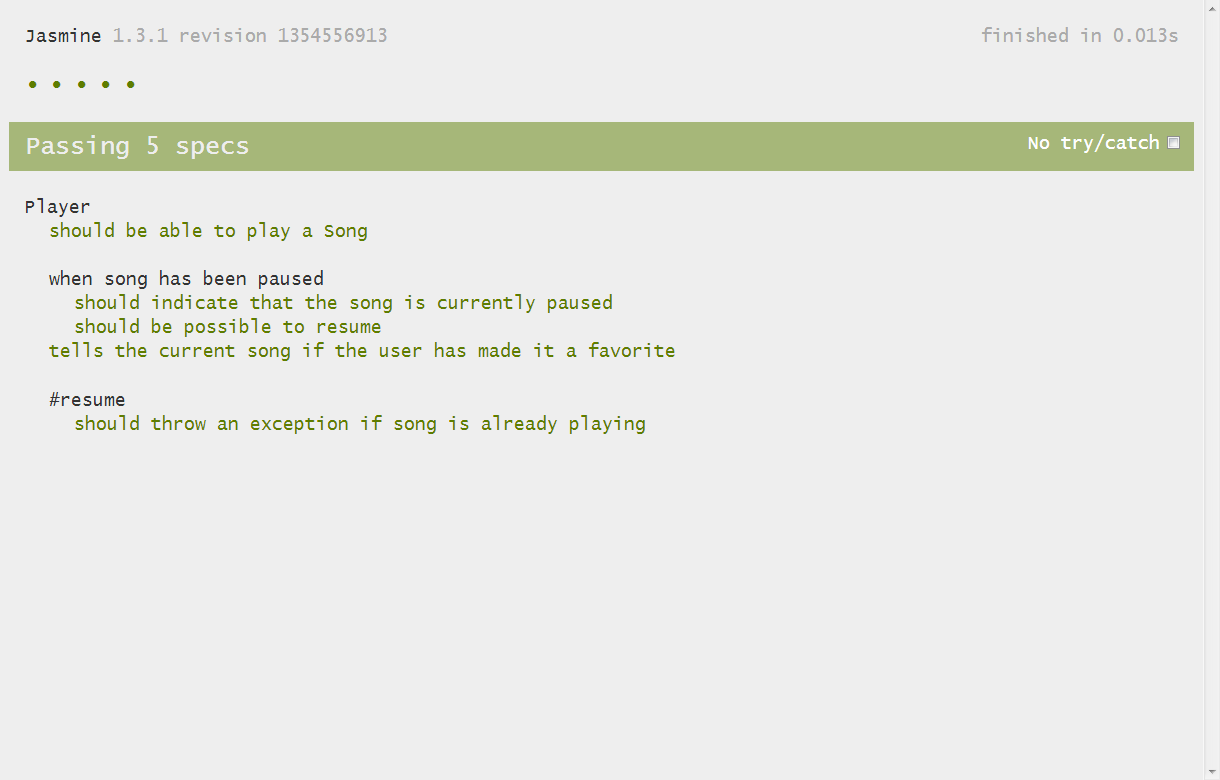 Jasmine 1.3.1 revision 1354556913 finished in 0.013s
• • • • •
Passing 5 specs No try/catch
Player
should be able to play a Song
when song has been paused
should indicate that the song is currently paused
should be possible to resume
tells the current song if the user has made it a favorite
#resume
should throw an exception if song is already playing